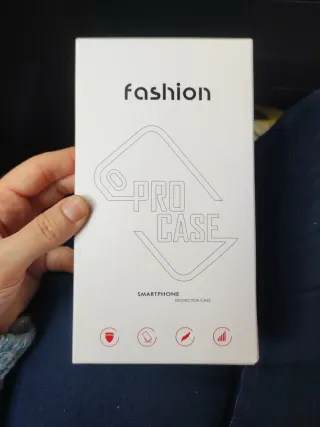 fashion
PRO
CASE
SMARTPHONE
PROTECTION CASE